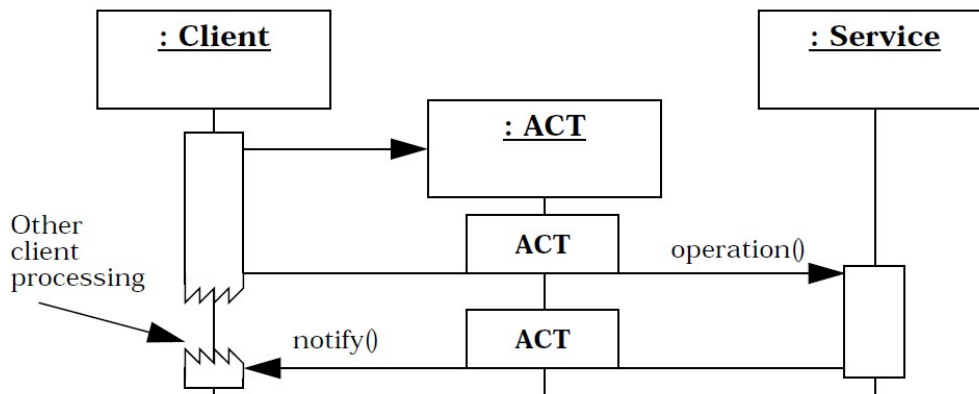 : Client
: Service
: ACT
Other
client
processing
ACT
operation()
ACT
notify()